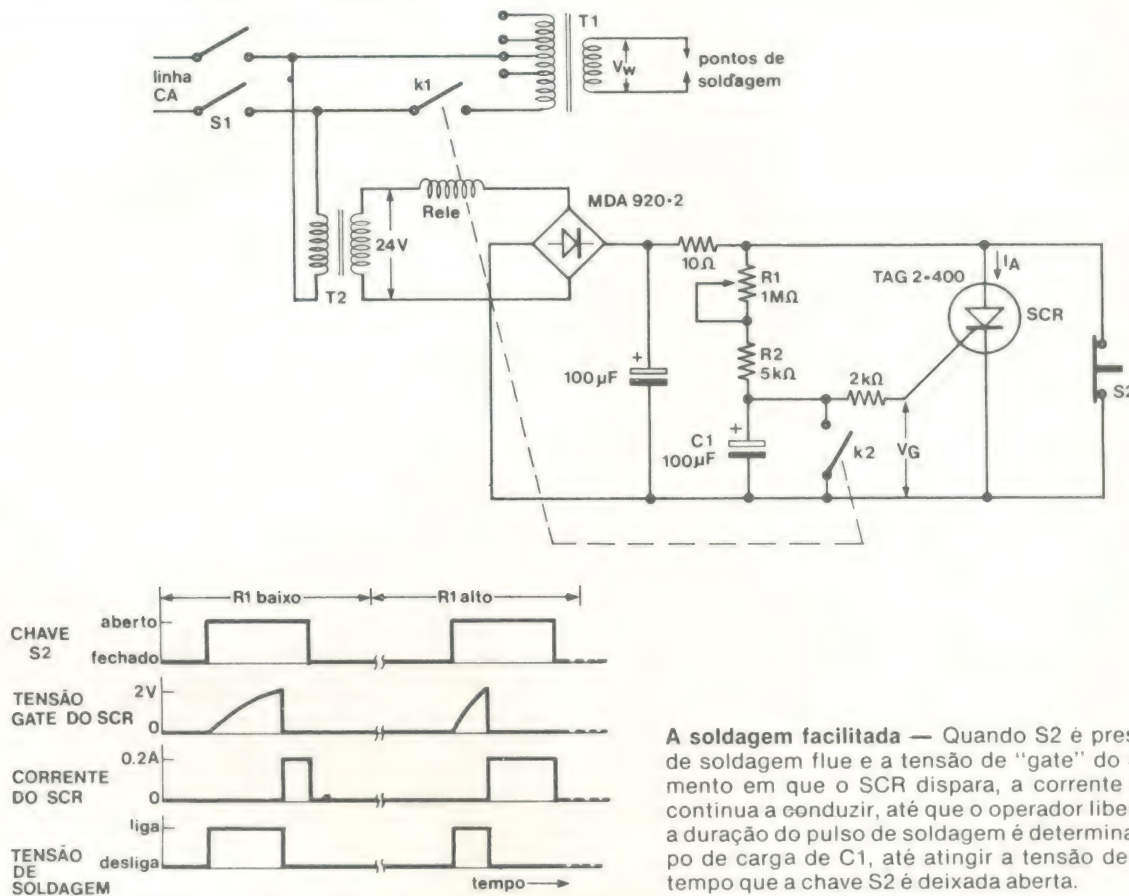 T1
linha
CA
S1
k1
Vw
pontos de
soldagem
Rele
MDA 920-2
24V
T2
10Ω
R1
1MΩ
TAG 2-400
IA
SCR
R2
5kΩ
2kΩ
S2
100µF
+
C1
100µF
+
k2
VG
R1 baixo
R1 alto
CHAVE
S2
aberto
fechado
TENSÃO
GATE DO SCR
2V
0
CORRENTE
DO SCR
0.2A
0
TENSÃO
DE
SOLDAGEM
liga
desliga
tempo
A soldagem facilitada — Quando S2 é pres
de soldagem flue e a tensão de "gate" do
mento em que o SCR dispara, a corrente
continua a conduzir, até que o operador liber
a duração do pulso de soldagem é determina
po de carga de C1, até atingir a tensão de
tempo que a chave S2 é deixada aberta.